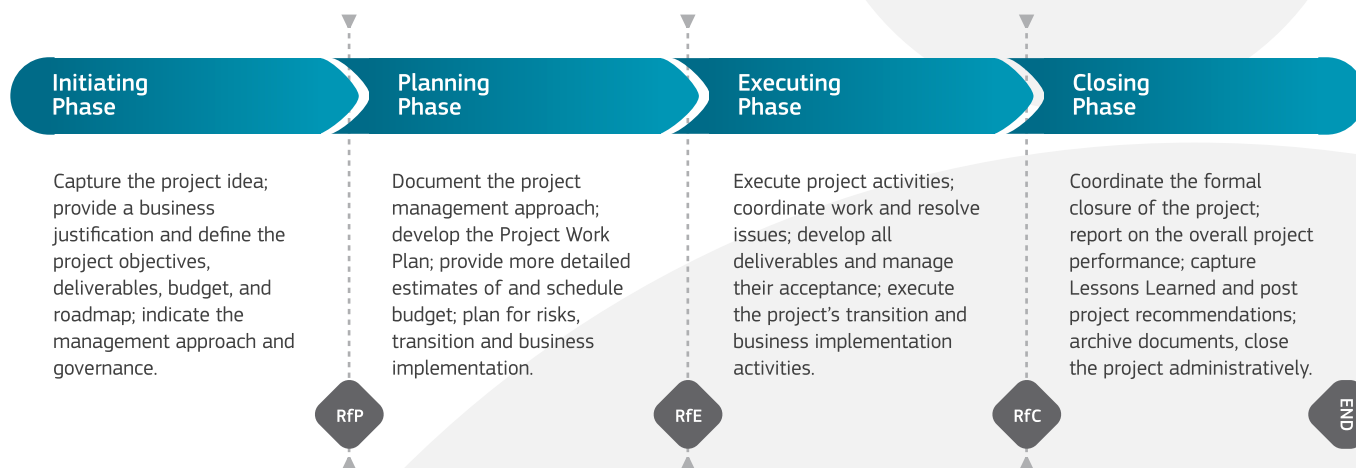 Initiating
Phase
Planning
Phase
Executing
Phase
Closing
Phase
Capture the project idea;
provide a business
justification and define the
project objectives,
deliverables, budget, and
roadmap; indicate the
management approach and
governance.
Document the project
management approach;
develop the Project Work
Plan; provide more detailed
estimates of and schedule
budget; plan for risks,
transition and business
implementation.
Execute project activities;
coordinate work and resolve
issues; develop all
deliverables and manage
their acceptance; execute
the project’s transition and
business implementation
activities.
Coordinate the formal
closure of the project;
report on the overall project
performance; capture
Lessons Learned and post
project recommendations;
archive documents, close
the project administratively.
RfP
RfE
RfC
END